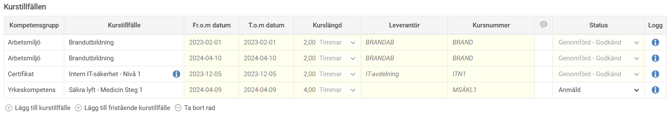 Kurstillfällen
Kompetensgrupp Kurstillfälle Fr.o.m datum T.o.m datum Kurslängd Leverantör Kursnummer Status Logg
Arbetsmiljö Brandutbildning 2023-02-01 2023-02-01 2,00 Timmar BRANDAB BRAND Genomförd - Godkänd
Arbetsmiljö Brandutbildning 2024-04-10 2024-04-10 2,00 Timmar BRANDAB BRAND Genomförd - Godkänd
Certifikat Intern IT-säkerhet - Nivå 1 2023-12-05 2023-12-05 2,00 Timmar IT-avdelning ITN1 Genomförd - Godkänd
Yrkeskompetens Säkra lyft - Medicin Steg 1 2024-04-09 2024-04-09 4,00 Timmar MSÄKL1 Anmäld
Lägg till kurstillfälle Lägg till fristående kurstillfälle Ta bort rad